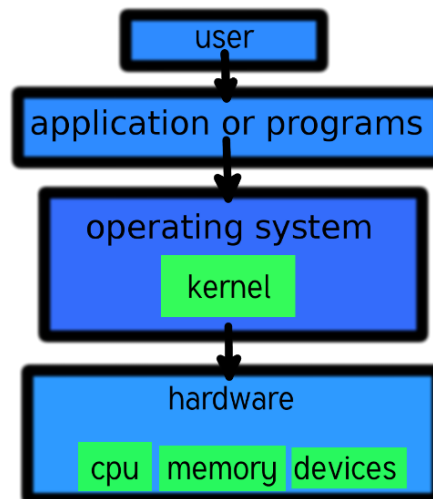 user
application or programs
operating system
kernel
hardware
cpu memory devices